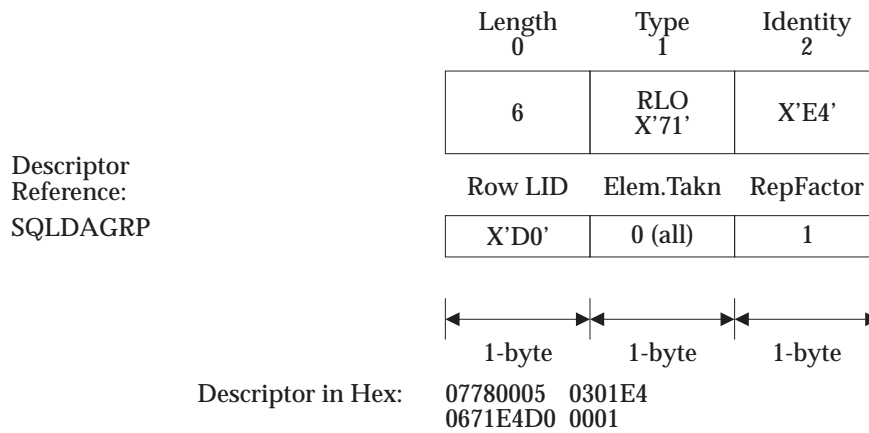 Length Type Identity
0 1 2
6 RLO X'E4'
X'71'
Descriptor
Reference: Row LID Elem.Takn RepFactor
SQLDAGRP X'D0' 0 (all) 1
1-byte 1-byte 1-byte
Descriptor in Hex: 07780005 0301E4
0671E4D0 0001